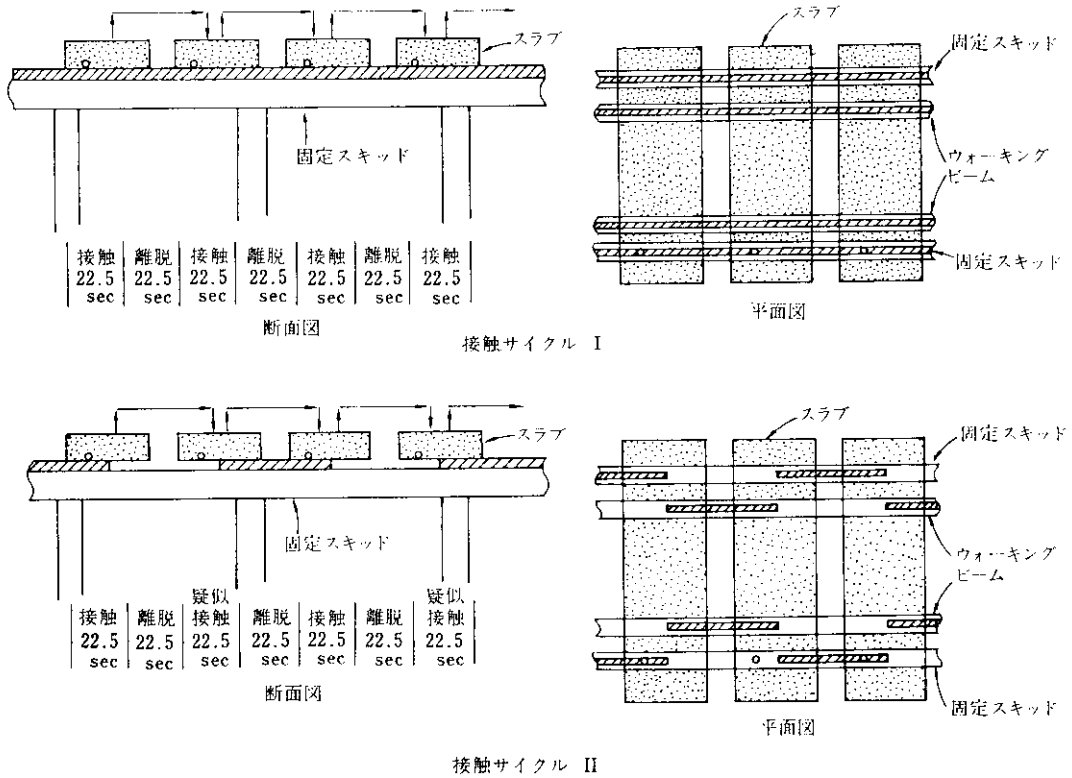 スラブ
固定スキッド
接触 離脱 接触 離脱 接触 離脱 接触
22.5 22.5 22.5 22.5 22.5 22.5 22.5
sec sec sec sec sec sec sec
断面図
スラブ
固定スキッド
ウォーキング
ビーム
固定スキッド
平面図
接触サイクル I
スラブ
固定スキッド
疑似 疑似
接触 離脱 接触 離脱 接触 離脱 接触
22.5 22.5 22.5 22.5 22.5 22.5 22.5
sec sec sec sec sec sec sec
断面図
スラブ
固定スキッド
ウォーキング
ビーム
固定スキッド
平面図
接触サイクル II